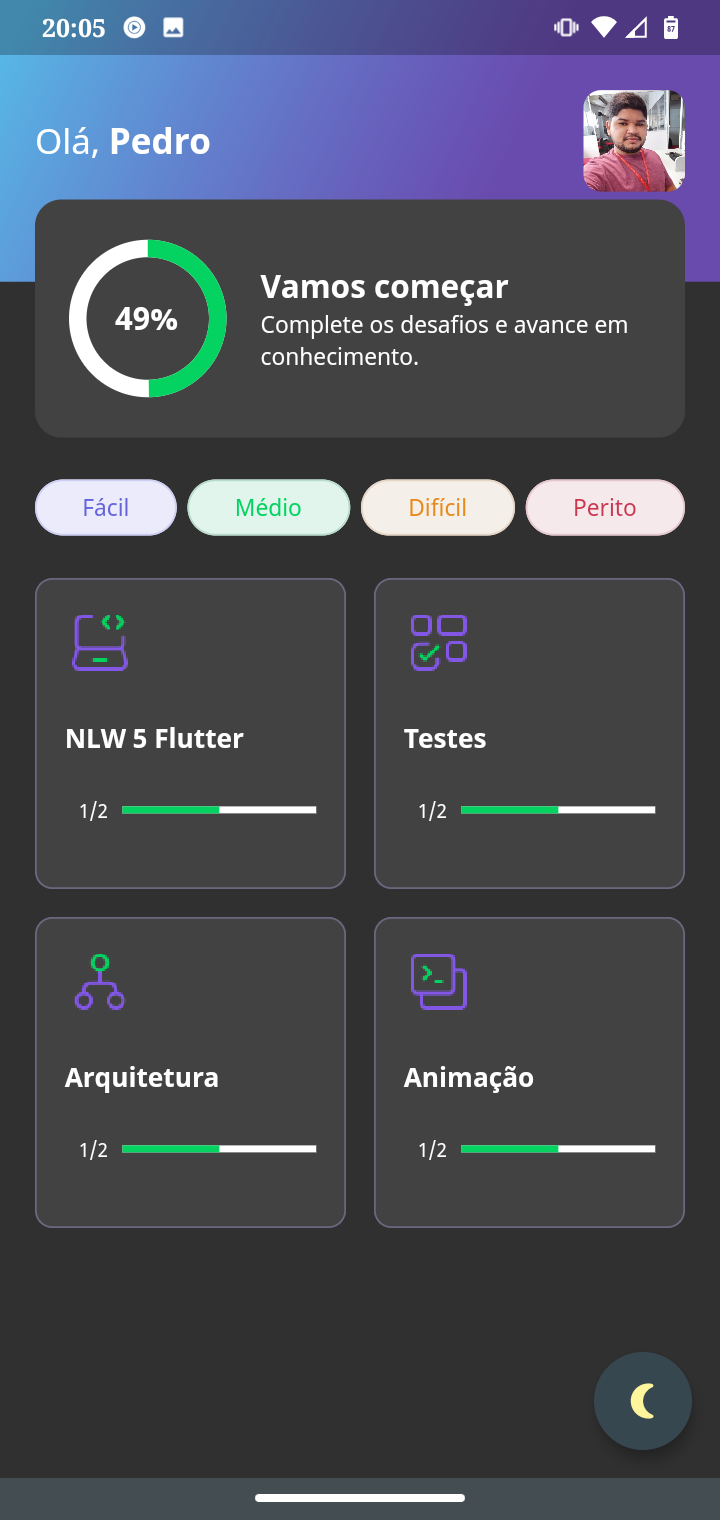 20:05
87
Olá, Pedro
49%
Vamos começar
Complete os desafios e avance em
conhecimento.
Fácil
Médio
Difícil
Perito
NLW 5 Flutter
1/2
Testes
1/2
Arquitetura
1/2
Animação
1/2